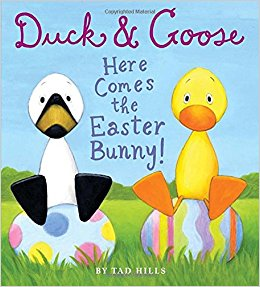 Duck & Goose
Here Comes
the
Easter
Bunny!
BY TAD HILLS